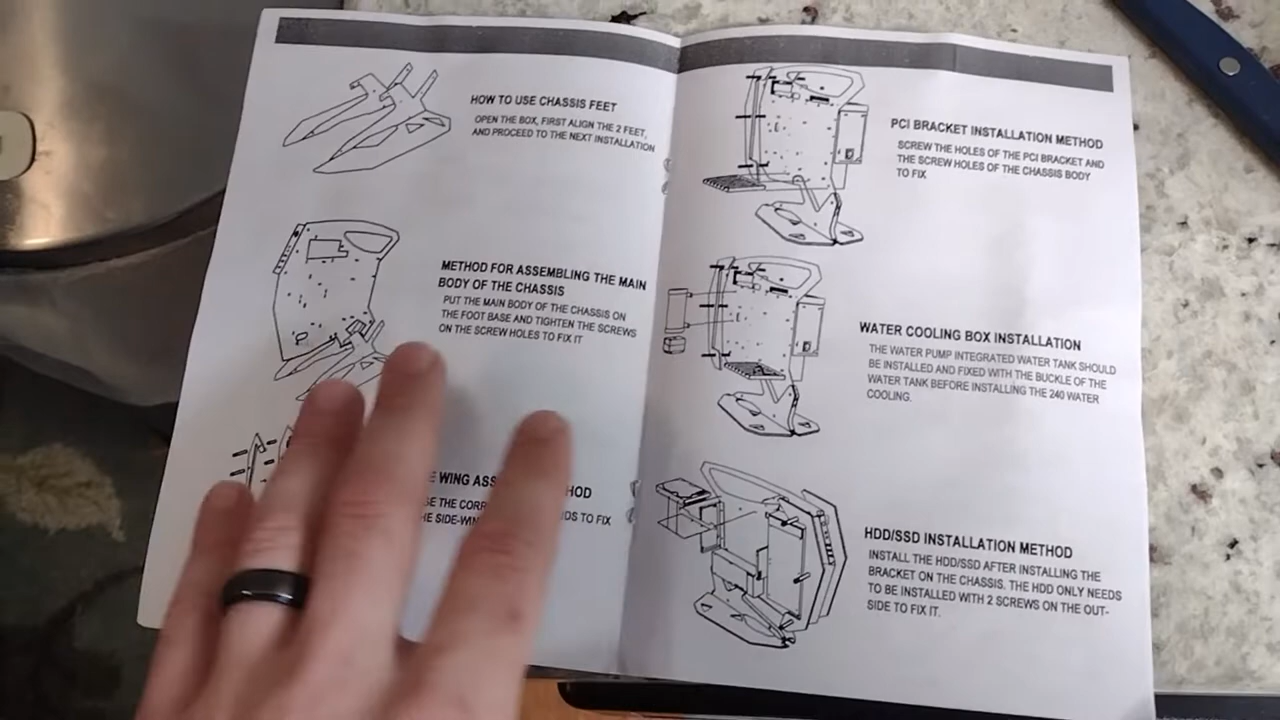 HOW TO USE CHASSIS FEET
OPEN THE BOX, FIRST ALIGN THE 2 FEET,
AND PROCEED TO THE NEXT INSTALLATION
METHOD FOR ASSEMBLING THE MAIN
BODY OF THE CHASSIS
PUT THE MAIN BODY OF THE CHASSIS ON
THE FOOT BASE AND TIGHTEN THE SCREWS
ON THE SCREW HOLES TO FIX IT
WING
THE
TO FIX
PCI BRACKET INSTALLATION METHOD
SCREW THE HOLES OF THE PCI BRACKET AND
THE SCREW HOLES OF THE CHASSIS BODY
TO FIX
WATER COOLING BOX INSTALLATION
THE WATER PUMP INTEGRATED WATER TANK SHOULD
BE INSTALLED AND FIXED WITH THE BUCKLE OF THE
WATER TANK BEFORE INSTALLING THE 240 WATER
COOLING.
HDD/SSD INSTALLATION METHOD
INSTALL THE HDD/SSD AFTER INSTALLING THE
BRACKET ON THE CHASSIS. THE HDD ONLY NEEDS
TO BE INSTALLED WITH 2 SCREWS ON THE OUT-
SIDE TO FIX IT.